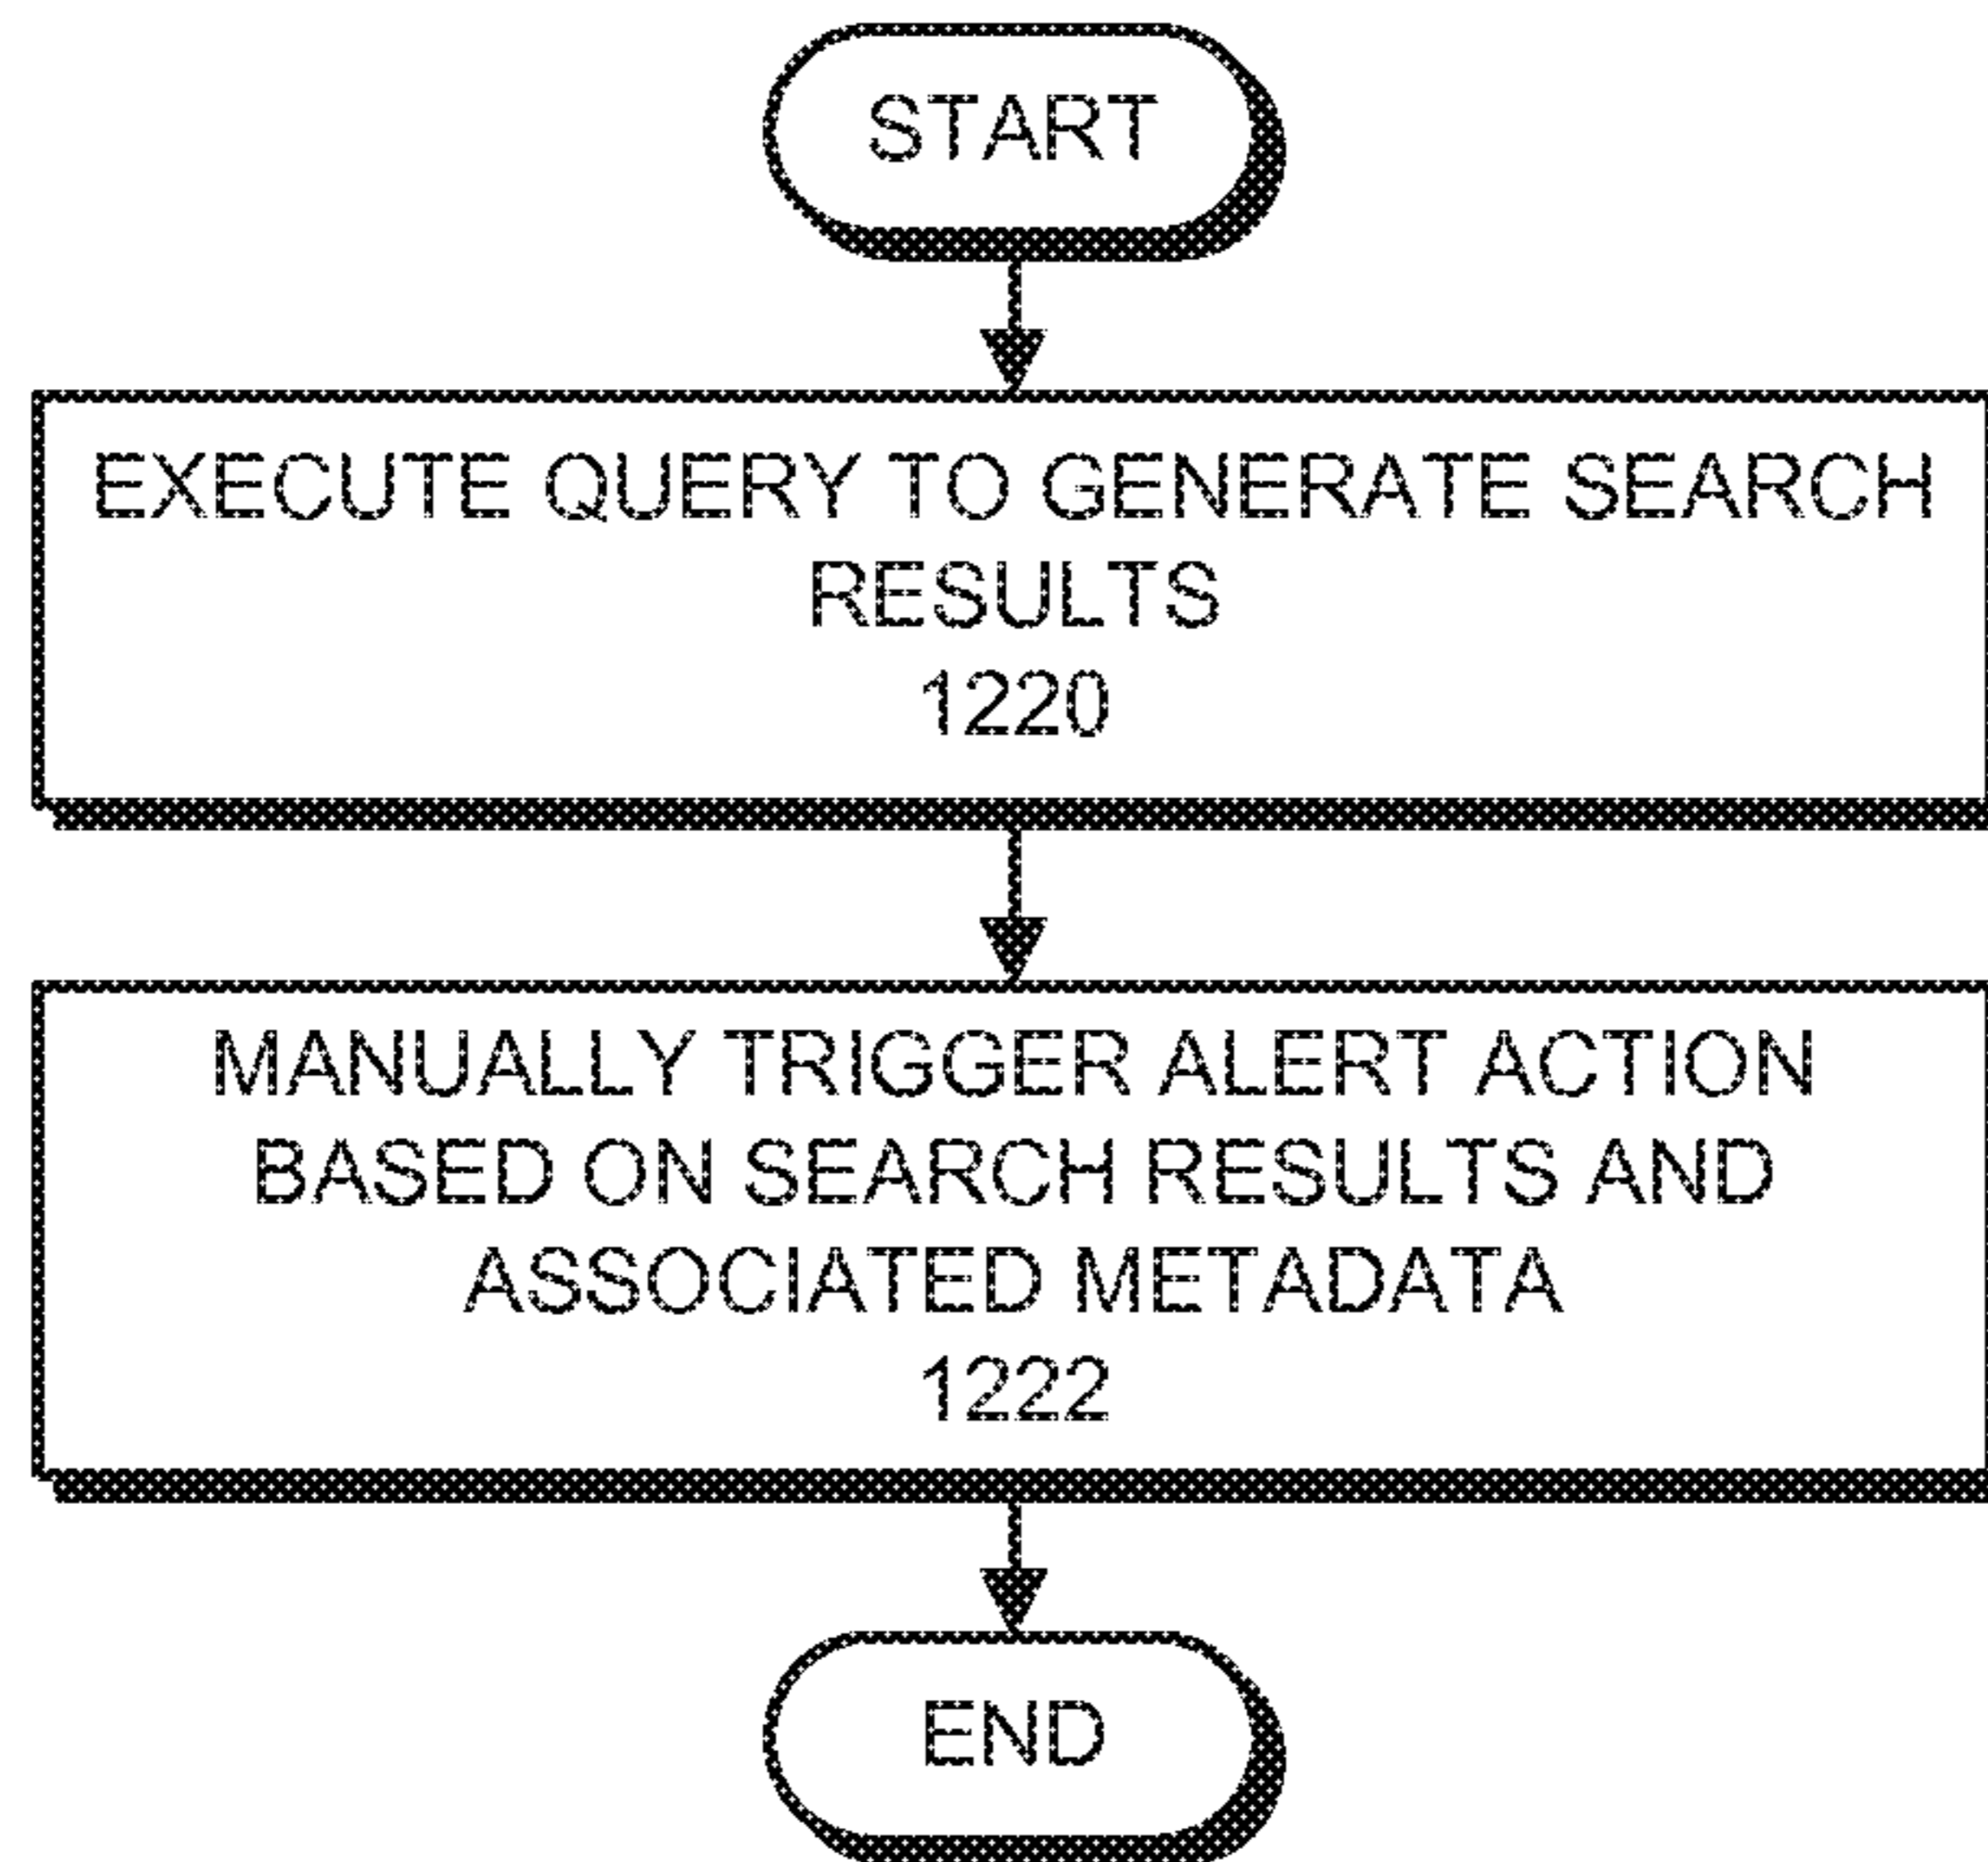 START
EXECUTE QUERY TO GENERATE SEARCH
RESULTS
1220
MANUALLY TRIGGER ALERT ACTION
BASED ON SEARCH RESULTS AND
ASSOCIATED METADATA
1222
END